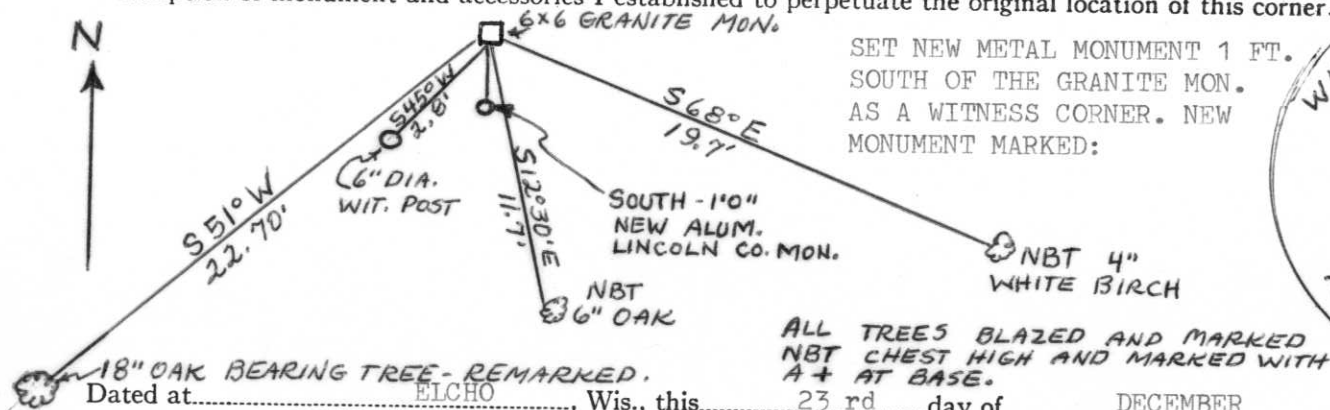 monument and accessories I established to perpetuate the original location of this corner.
N
6x6 GRANITE MON.
SET NEW METAL MONUMENT 1 FT.
SOUTH OF THE GRANITE MON.
AS A WITNESS CORNER. NEW
MONUMENT MARKED:
S45°W
2.8'
S68°E
19.7'
6" DIA.
WIT. POST
S12°30'E
11.7'
SOUTH - 1'0"
NEW ALUM.
LINCOLN CO. MON.
S51°W
22.70'
NBT 4"
WHITE BIRCH
NBT
6" OAK
ALL TREES BLAZED AND MARKED
NBT CHEST HIGH AND MARKED WITH
A + AT BASE.
18" OAK BEARING TREE - REMARKED.
Dated at ELCHO, Wis., this 23 rd day of DECEMBER